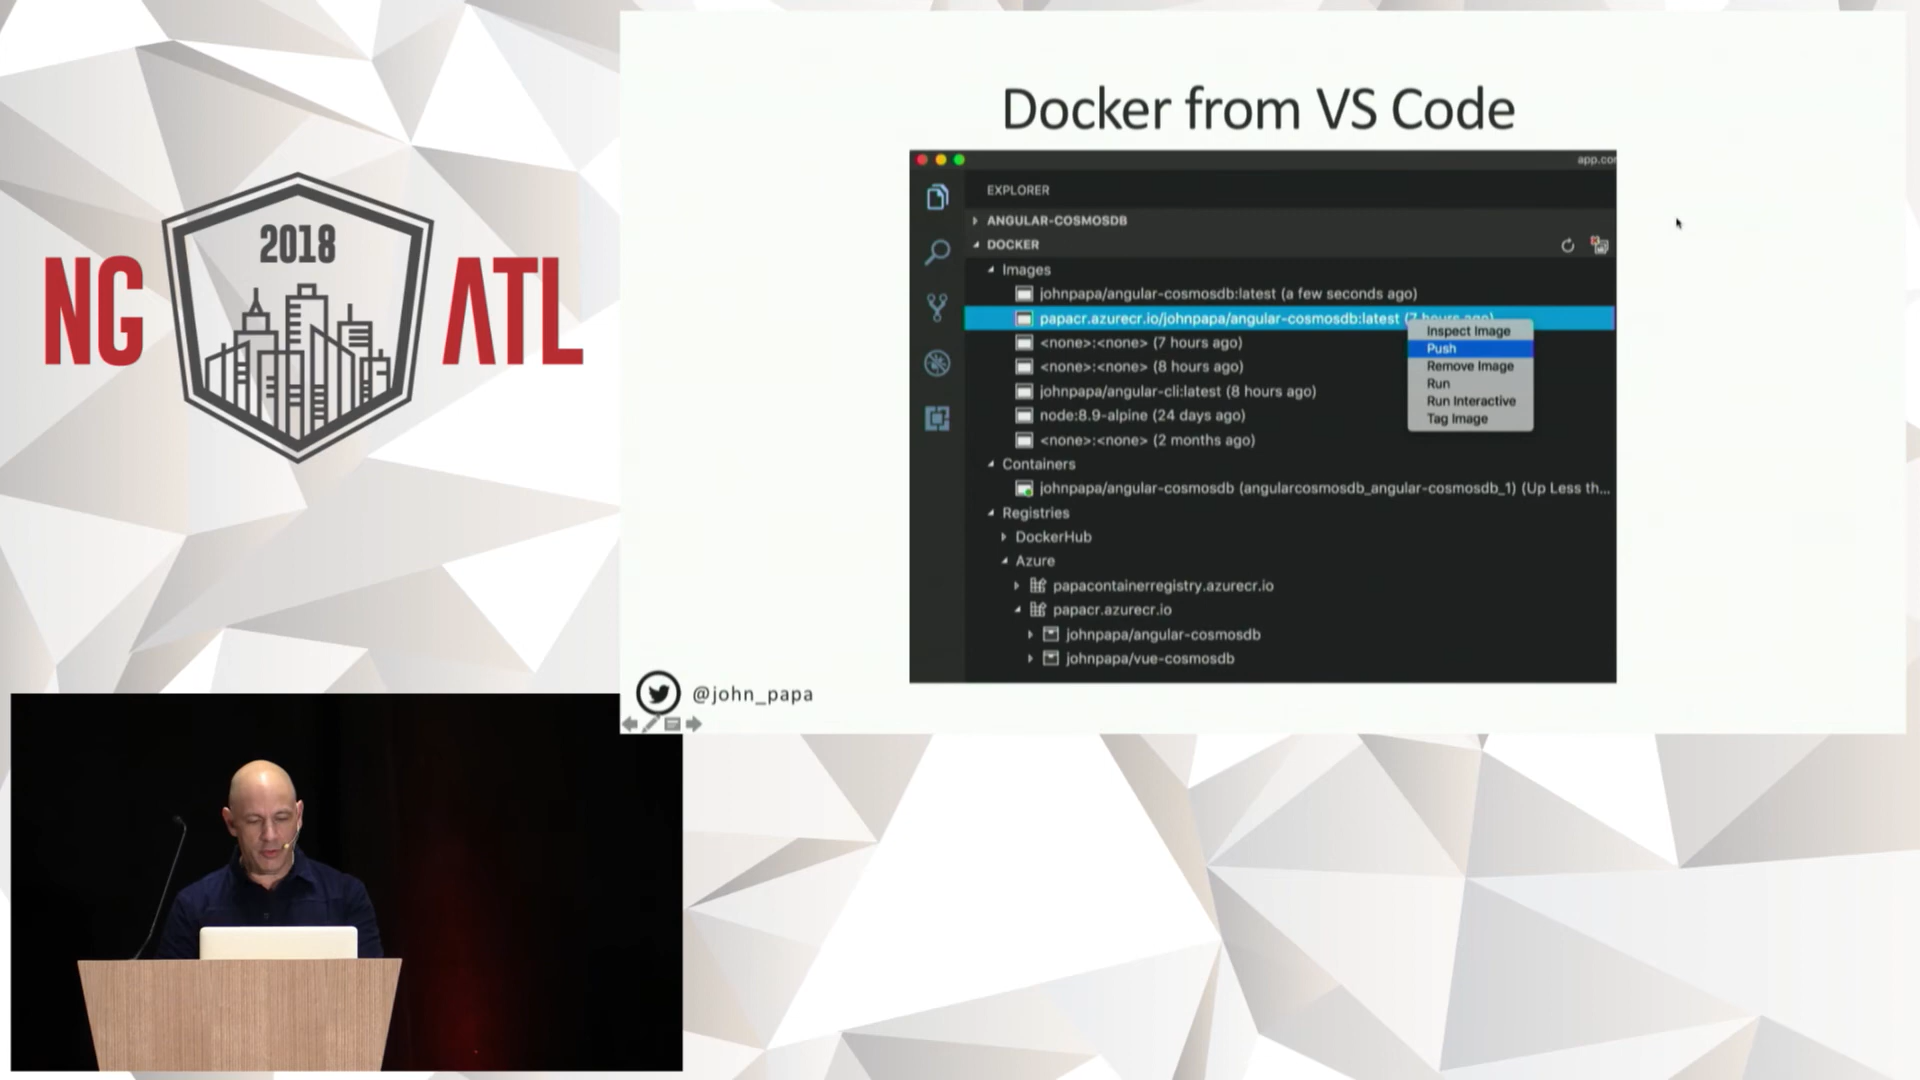 NG
2018
ATL
Docker from VS Code
EXPLORER
ANGULAR-COSMOSDB
DOCKER
Images
johnpapa/angular-cosmosdb:latest (a few seconds ago)
papacr.azurecr.io/johnpapa/angular-cosmosdb:latest (7 hours ago)
<none>:<none> (7 hours ago)
<none>:<none> (8 hours ago)
johnpapa/angular-cli:latest (8 hours ago)
node:8.9-alpine (24 days ago)
<none>:<none> (2 months ago)
Inspect Image
Push
Remove Image
Run
Run Interactive
Tag Image
Containers
johnpapa/angular-cosmosdb (angularcosmosdb_angular-cosmosdb_1) (Up Less th...
Registries
DockerHub
Azure
papacontainerregistry.azurecr.io
papacr.azurecr.io
johnpapa/angular-cosmosdb
johnpapa/vue-cosmosdb
@john_papa